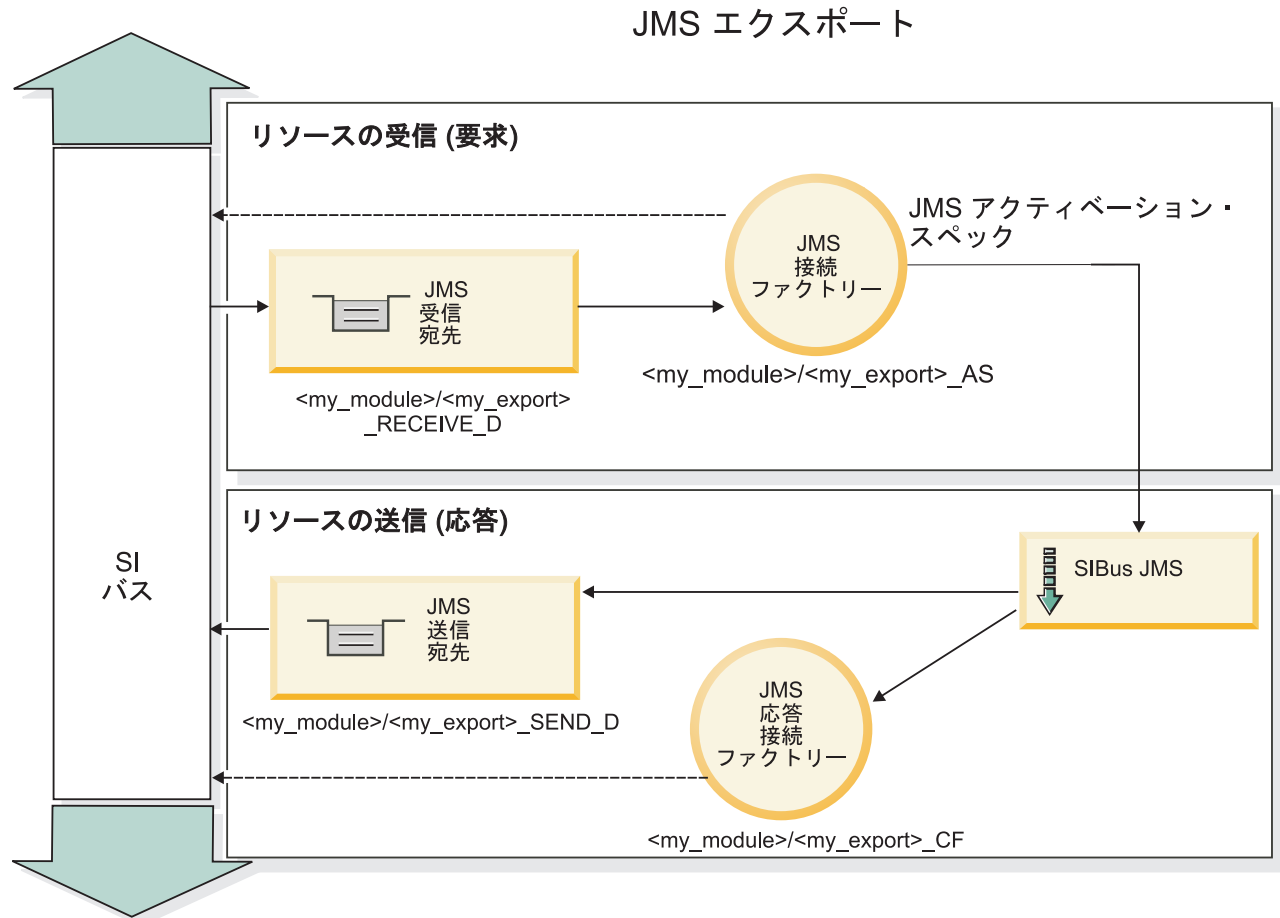 JMS エクスポート
リソースの受信 (要求)
JMS
接続
ファクトリー
JMS アクティベーション・
スペック
JMS
受信
宛先
<my_module>/<my_export>_AS
<my_module>/<my_export>
_RECEIVE_D
SI
バス
リソースの送信 (応答)
SIBus JMS
JMS
送信
宛先
<my_module>/<my_export>_SEND_D
JMS
応答
接続
ファクトリー
<my_module>/<my_export>_CF